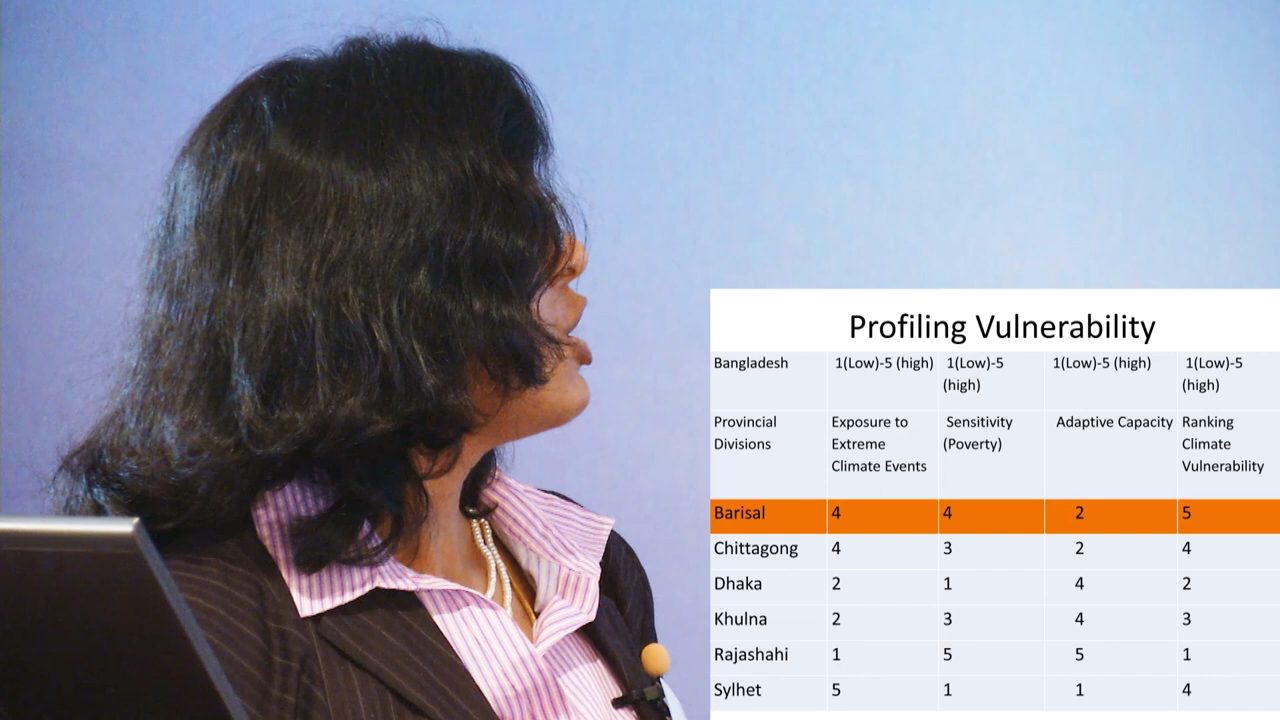 Profiling Vulnerability
Bangladesh 1(Low)-5 (high) 1(Low)-5 (high) 1(Low)-5 (high) 1(Low)-5 (high)
Provincial Divisions Exposure to Extreme Climate Events Sensitivity (Poverty) Adaptive Capacity Ranking Climate Vulnerability
Barisal 4 4 2 5
Chittagong 4 3 2 4
Dhaka 2 1 4 2
Khulna 2 3 4 3
Rajashahi 1 5 5 1
Sylhet 5 1 1 4